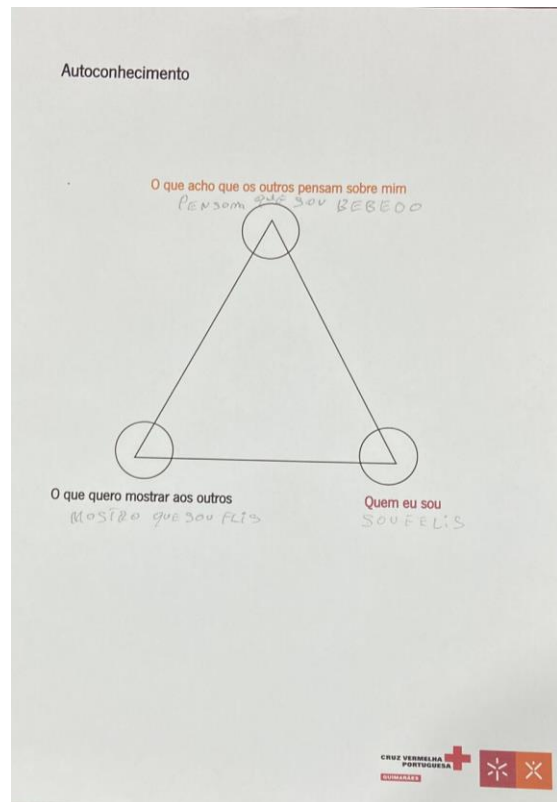 Autoconhecimento
O que acho que os outros pensam sobre mim
PENSOM QUE SOU BEBEDO
O que quero mostrar aos outros
Quem eu sou
MOSTRO QUE SOU FLIS
SOU FELIS
CRUZ VERMELHA
PORTUGUESA
GUIMARÃES